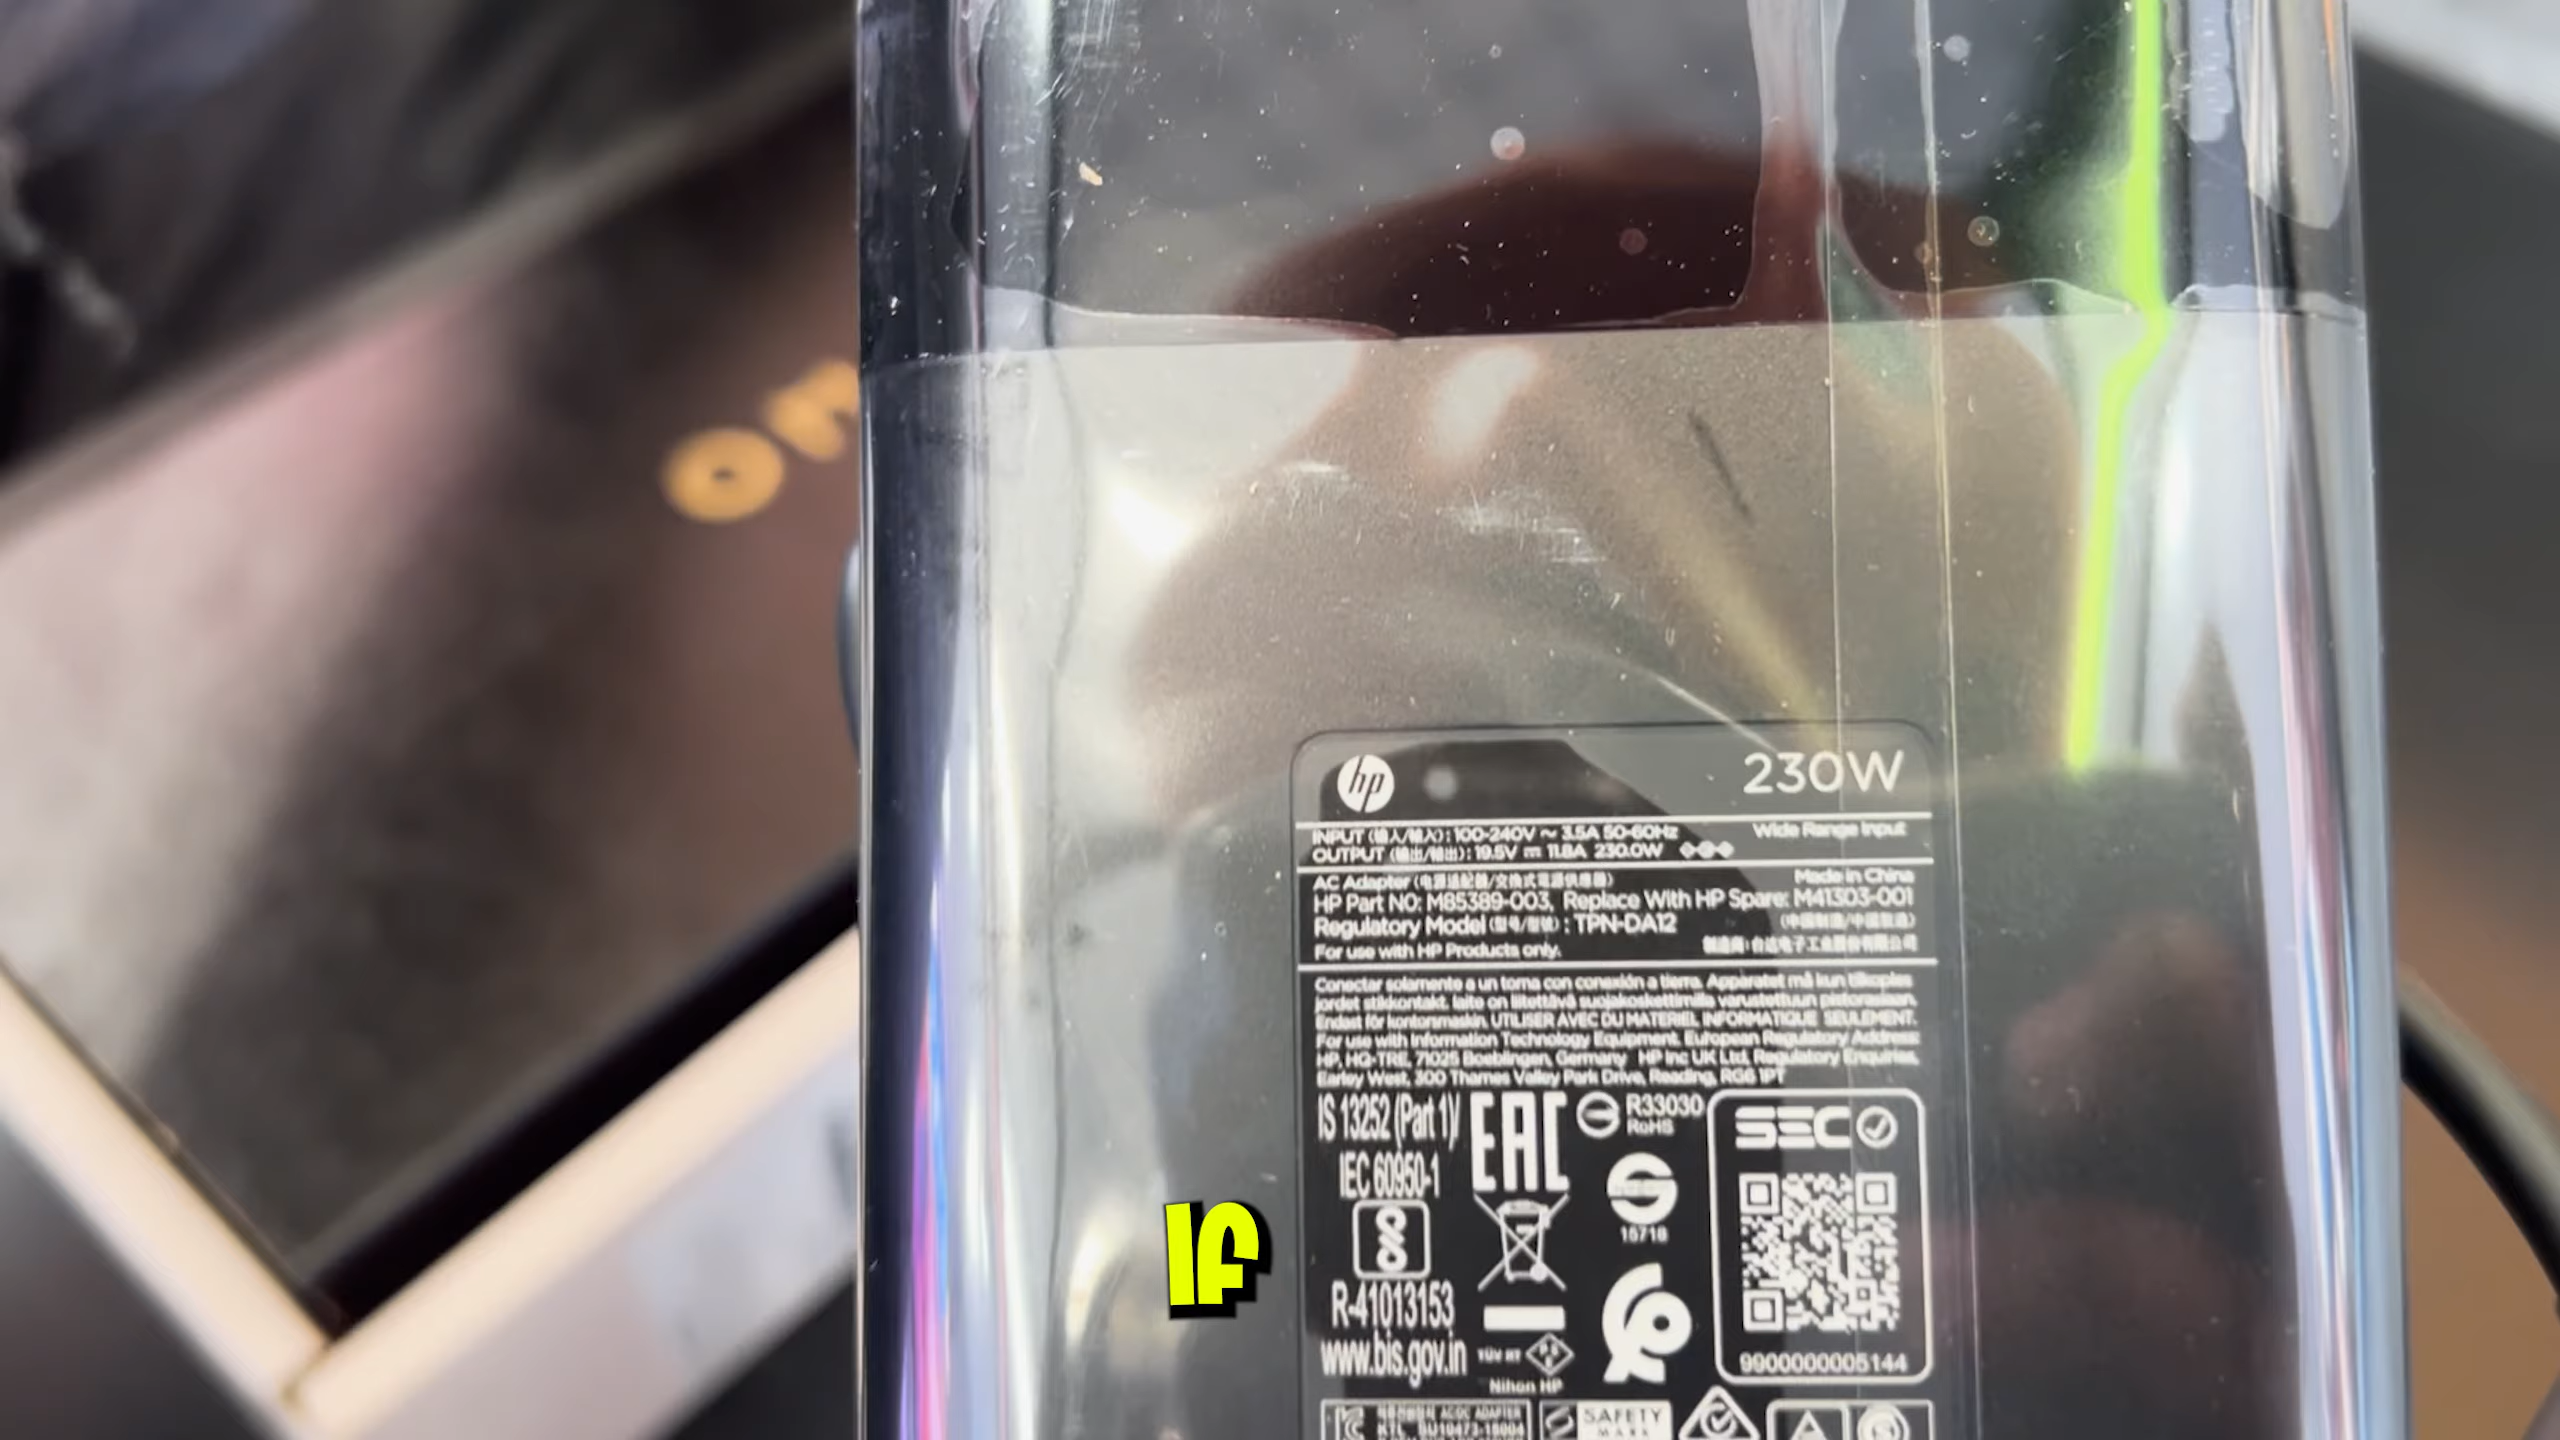 hp 230W
INPUT (输入/輸入): 100-240V ~ 3.5A 50-60Hz Wide Range Input
OUTPUT (输出/輸出): 19.5V ⎓ 11.8A 230.0W
AC Adapter (电源适配器/交換式電源供應器) Made in China
HP Part NO: M85389-003, Replace With HP Spare: M41303-001
Regulatory Model (型号/型號) : TPN-DA12 (中国制造/中國製造)
For use with HP Products only. 制造商: 台达电子工业股份有限公司
Conectar solamente a un toma con conexión a tierra. Apparatet må kun tilkoples
jordet stikkontakt. laite on liitettävä suojakoskettimilla varustettuun pistorasiaan.
Endast för kontorsmaskin. UTILISER AVEC DU MATERIEL INFORMATIQUE SEULEMENT.
For use with Information Technology Equipment. European Regulatory Address:
HP, HQ-TRE, 71025 Boeblingen, Germany HP Inc UK Ltd, Regulatory Enquiries,
Earley West, 300 Thames Valley Park Drive, Reading, RG6 1PT
IS 13252 (Part 1)/
IEC 60950-1
R-41013153
www.bis.gov.in
EAC
R33030
RoHS
15718
Nihon HP
SEC
9900000005144
SAFETY
MARK
If